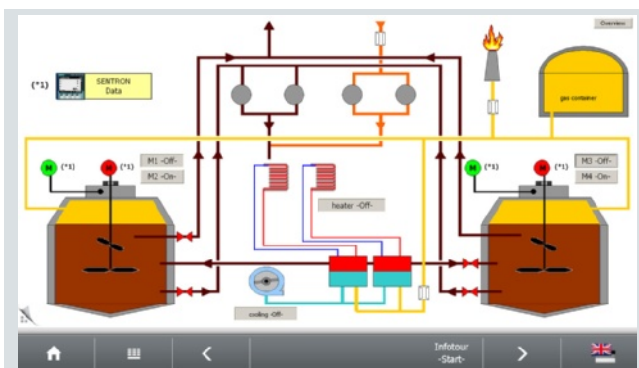 Overview
(*1)
SENTRON
Data
gas container
M
(*1)
M
(*1)
M1 -Off-
M2 -On-
M
(*1)
M
(*1)
M3 -Off-
M4 -On-
heater -Off-
cooling -Off-
Infotour
-Start-